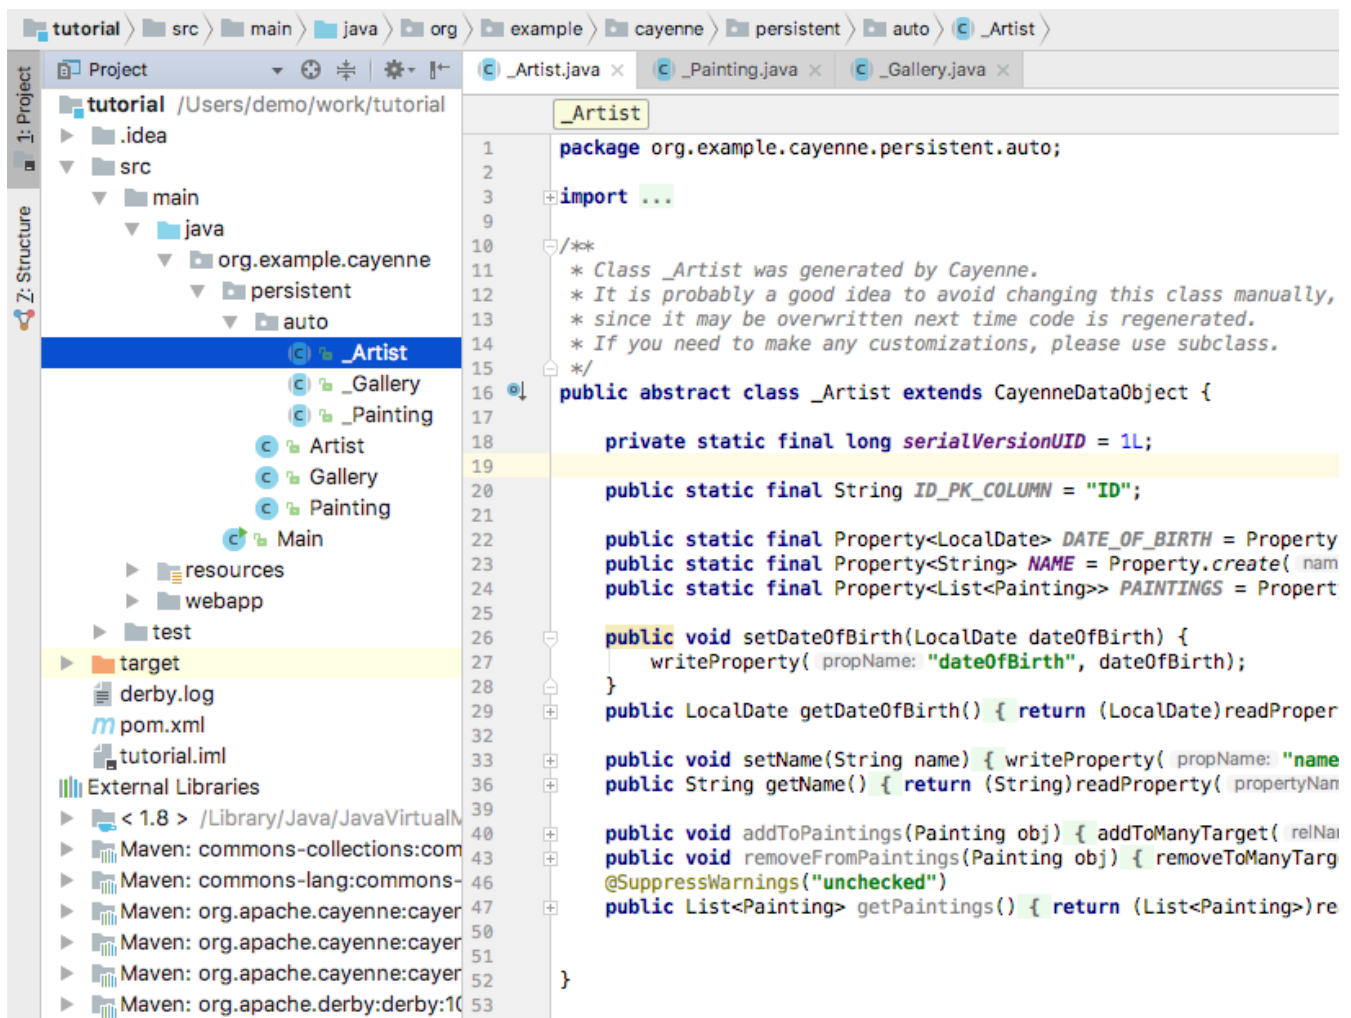 tutorial src main java org example cayenne persistent auto _Artist
1: Project
Z: Structure
Project
tutorial /Users/demo/work/tutorial
.idea
src
main
java
org.example.cayenne
persistent
auto
_Artist
_Gallery
_Painting
Artist
Gallery
Painting
Main
resources
webapp
test
target
derby.log
pom.xml
tutorial.iml
External Libraries
< 1.8 > /Library/Java/JavaVirtualM
Maven: commons-collections:com
Maven: commons-lang:commons-
Maven: org.apache.cayenne:cayen
Maven: org.apache.cayenne:cayen
Maven: org.apache.cayenne:cayen
Maven: org.apache.derby:derby:10
_Artist.java _Painting.java _Gallery.java
_Artist
1 package org.example.cayenne.persistent.auto;
2
3 import ...
9
10 /**
11 * Class _Artist was generated by Cayenne.
12 * It is probably a good idea to avoid changing this class manually,
13 * since it may be overwritten next time code is regenerated.
14 * If you need to make any customizations, please use subclass.
15 */
16 public abstract class _Artist extends CayenneDataObject {
17
18 private static final long serialVersionUID = 1L;
19
20 public static final String ID_PK_COLUMN = "ID";
21
22 public static final Property<LocalDate> DATE_OF_BIRTH = Property
23 public static final Property<String> NAME = Property.create( nam
24 public static final Property<List<Painting>> PAINTINGS = Propert
25
26 public void setDateOfBirth(LocalDate dateOfBirth) {
27 writeProperty( propName: "dateOfBirth", dateOfBirth);
28 }
29 public LocalDate getDateOfBirth() { return (LocalDate)readProper
32
33 public void setName(String name) { writeProperty( propName: "name
36 public String getName() { return (String)readProperty( propertyNam
39
40 public void addToPaintings(Painting obj) { addToManyTarget( relNa
43 public void removeFromPaintings(Painting obj) { removeToManyTarg
46 @SuppressWarnings("unchecked")
47 public List<Painting> getPaintings() { return (List<Painting>)re
50
51
52 }
53